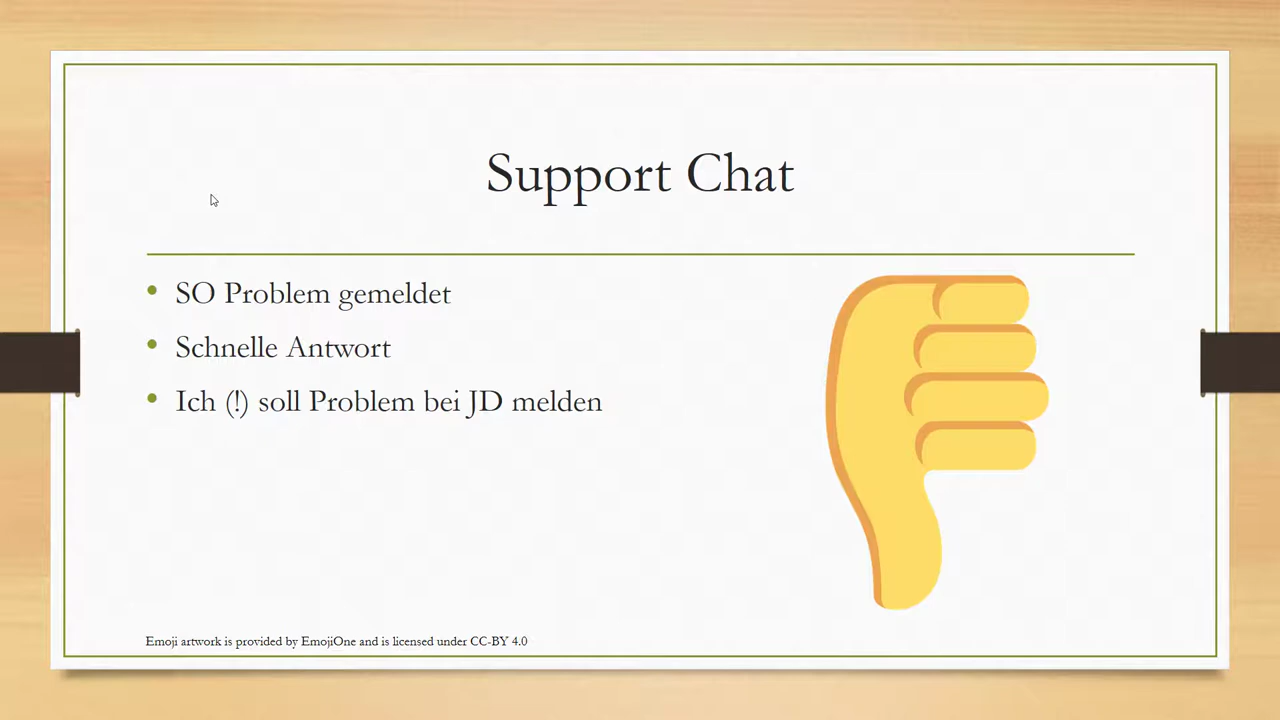 Support Chat
SO Problem gemeldet
Schnelle Antwort
Ich (!) soll Problem bei JD melden
Emoji artwork is provided by EmojiOne and is licensed under CC-BY 4.0